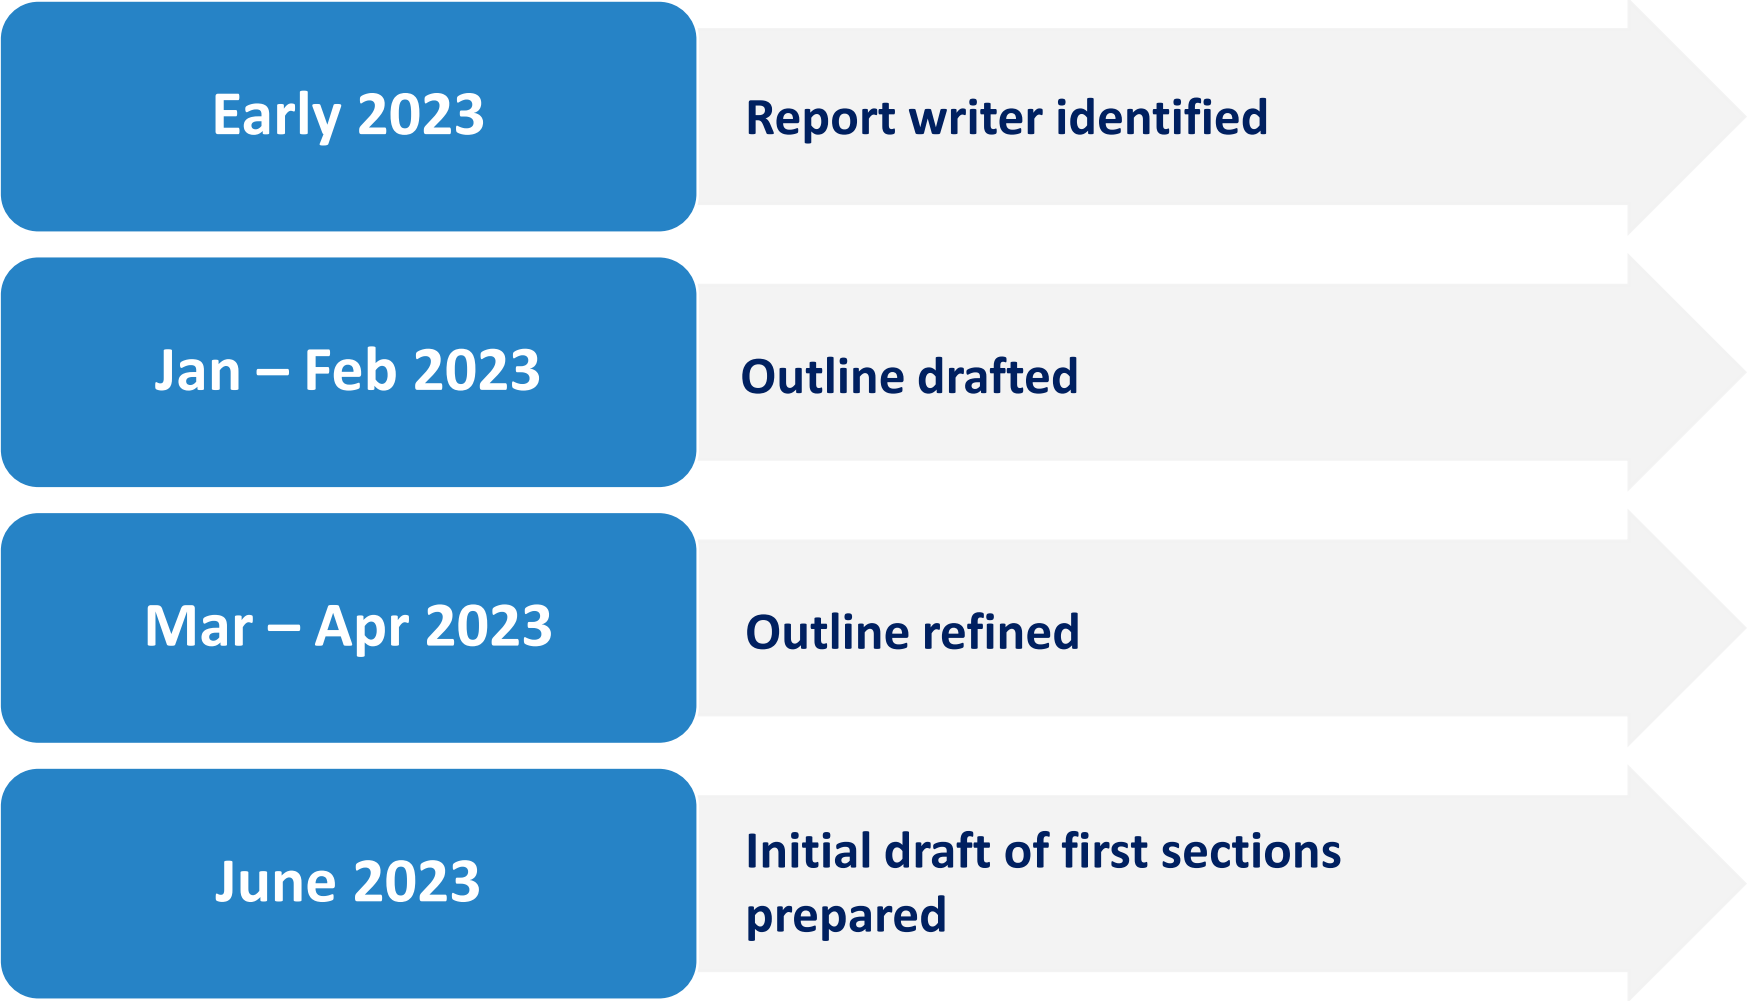 Early 2023
Report writer identified
Jan – Feb 2023
Outline drafted
Mar – Apr 2023
Outline refined
June 2023
Initial draft of first sections
prepared